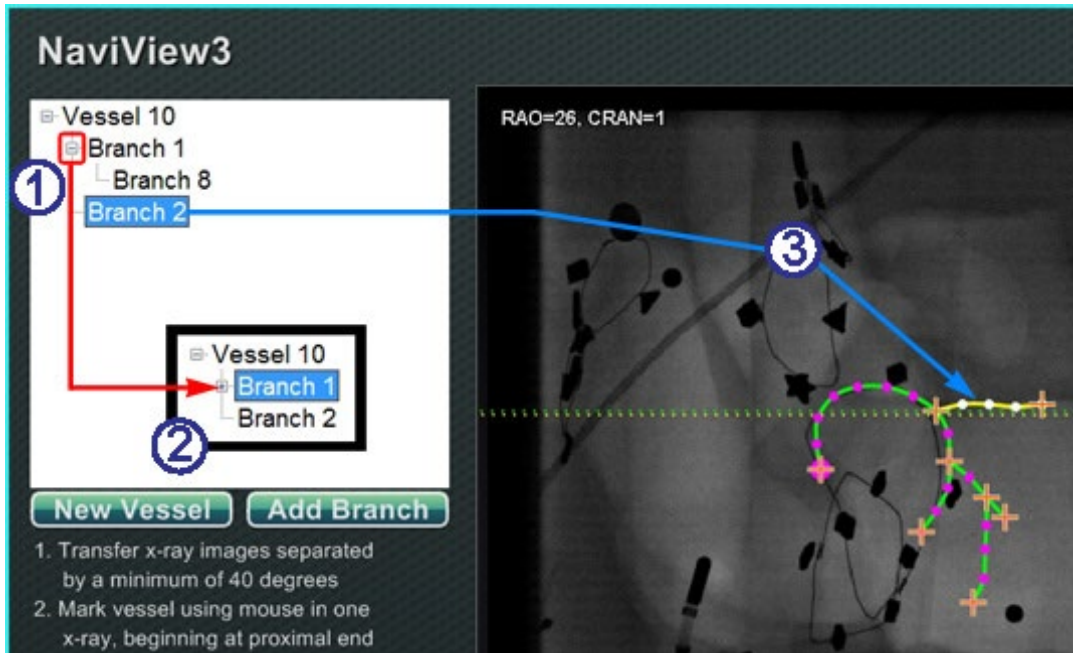 NaviView3
Vessel 10
Branch 1
Branch 8
Branch 2
1
Vessel 10
Branch 1
Branch 2
2
New Vessel
Add Branch
1. Transfer x-ray images separated
by a minimum of 40 degrees
2. Mark vessel using mouse in one
x-ray, beginning at proximal end
RAO=26, CRAN=1
3